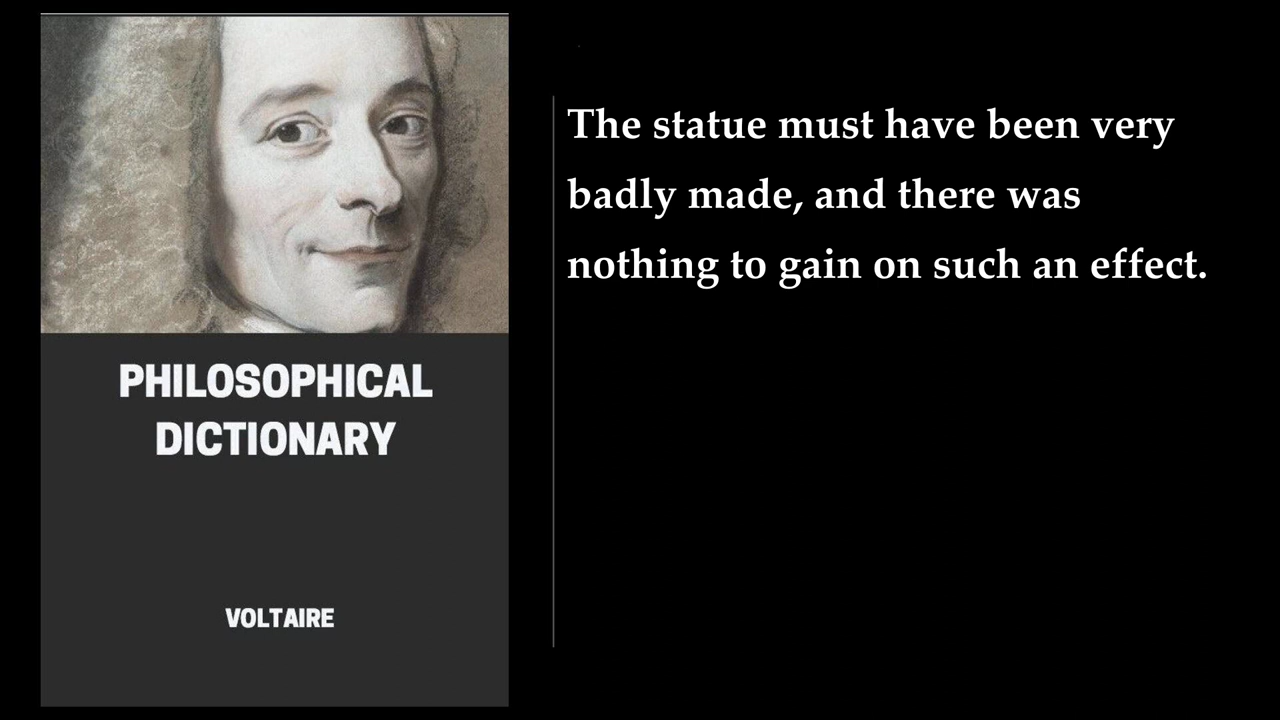 PHILOSOPHICAL
DICTIONARY
VOLTAIRE
The statue must have been very
badly made, and there was
nothing to gain on such an effect.